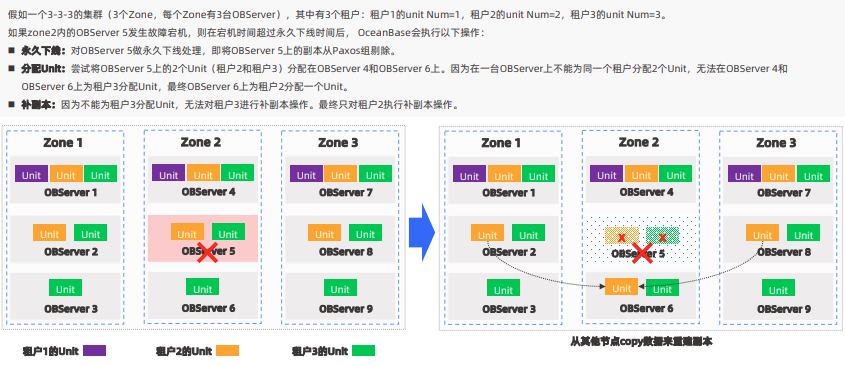 假如一个3-3-3的集群（3个Zone，每个Zone有3台OBServer），其中有3个租户：租户1的unit Num=1，租户2的unit Num=2，租户3的unit Num=3。
如果zone2内的OBServer 5发生故障宕机，则在宕机时间超过永久下线时间后， OceanBase会执行以下操作：
■ 永久下线：对OBServer 5做永久下线处理，即将OBServer 5上的副本从Paxos组剔除。
■ 分配Unit：尝试将OBServer 5上的2个Unit（租户2和租户3）分配在OBServer 4和OBServer 6上。因为在一台OBServer上不能为同一个租户分配2个Unit，无法在OBServer 4和
OBServer 6上为租户3分配Unit，最终OBServer 6上为租户2分配一个Unit。
■ 补副本：因为不能为租户3分配Unit，无法对租户3进行补副本操作。最终只对租户2执行补副本操作。
Zone 1 Zone 2 Zone 3
Unit Unit Unit Unit Unit Unit Unit Unit Unit
OBServer 1 OBServer 4 OBServer 7
Unit Unit Unit Unit Unit Unit
OBServer 2 OBServer 5 OBServer 8
Unit Unit Unit
OBServer 3 OBServer 6 OBServer 9
Zone 1 Zone 2 Zone 3
Unit Unit Unit Unit Unit Unit Unit Unit Unit
OBServer 1 OBServer 4 OBServer 7
Unit Unit X X Unit Unit
OBServer 2 OBServer 5 OBServer 8
Unit Unit Unit Unit
OBServer 3 OBServer 6 OBServer 9
租户1的Unit 租户2的Unit 租户3的Unit
从其他节点copy数据来重建副本